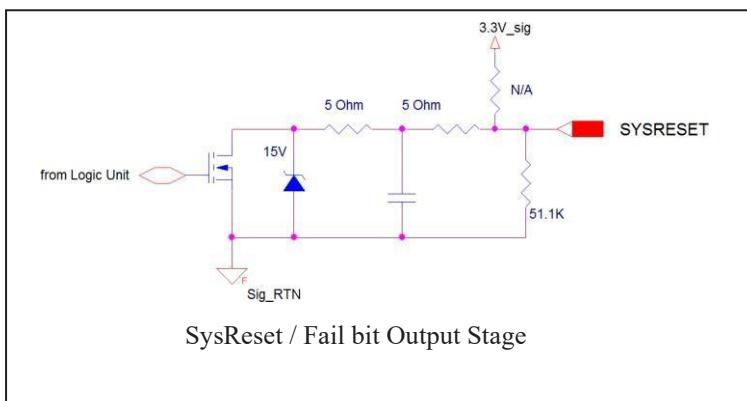 3.3V_sig
N/A
5 Ohm
5 Ohm
SYSRESET
15V
from Logic Unit
51.1K
F
Sig_RTN
SysReset / Fail bit Output Stage